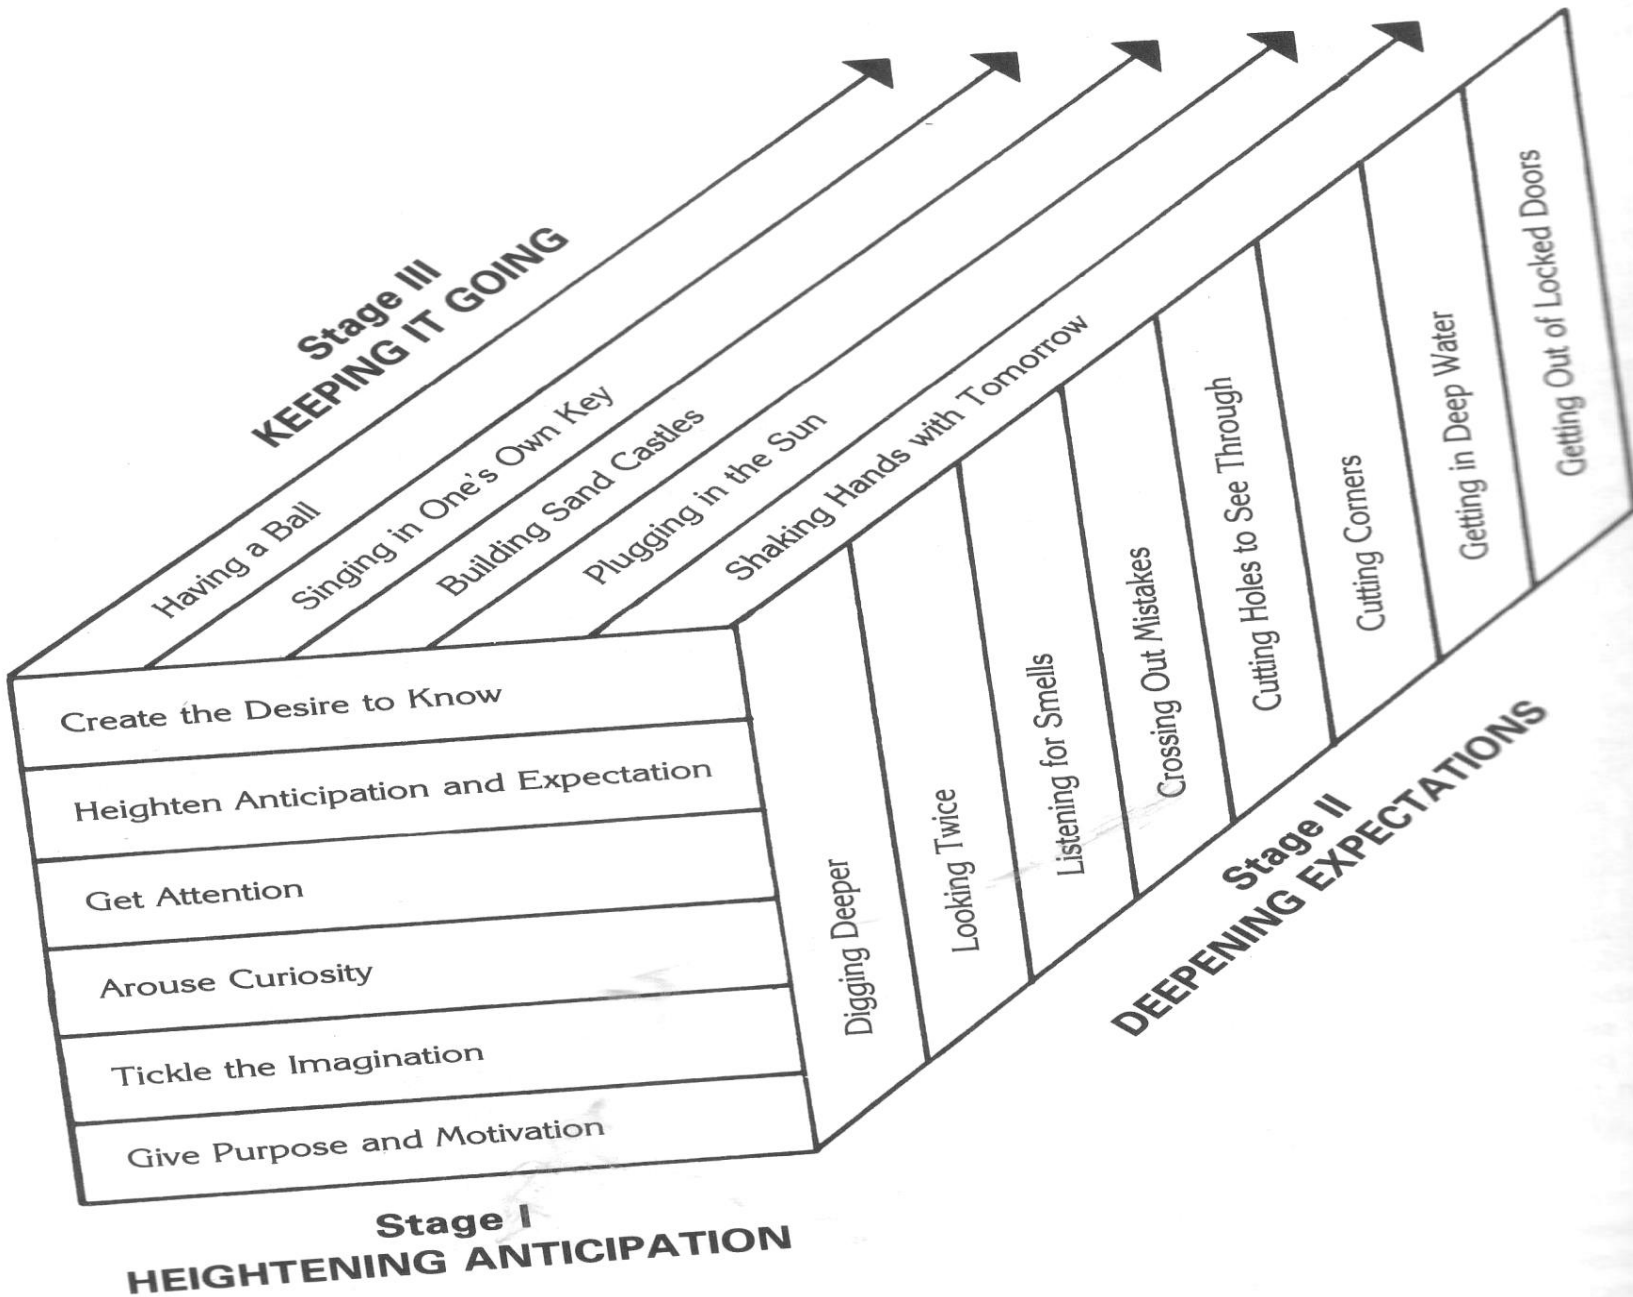 Stage III
KEEPING IT GOING
Having a Ball
Singing in One's Own Key
Building Sand Castles
Plugging in the Sun
Shaking Hands with Tomorrow
Create the Desire to Know
Heighten Anticipation and Expectation
Get Attention
Arouse Curiosity
Tickle the Imagination
Give Purpose and Motivation
Stage I
HEIGHTENING ANTICIPATION
Digging Deeper
Looking Twice
Listening for Smells
Crossing Out Mistakes
Cutting Holes to See Through
Cutting Corners
Getting in Deep Water
Getting Out of Locked Doors
Stage II
DEEPENING EXPECTATIONS